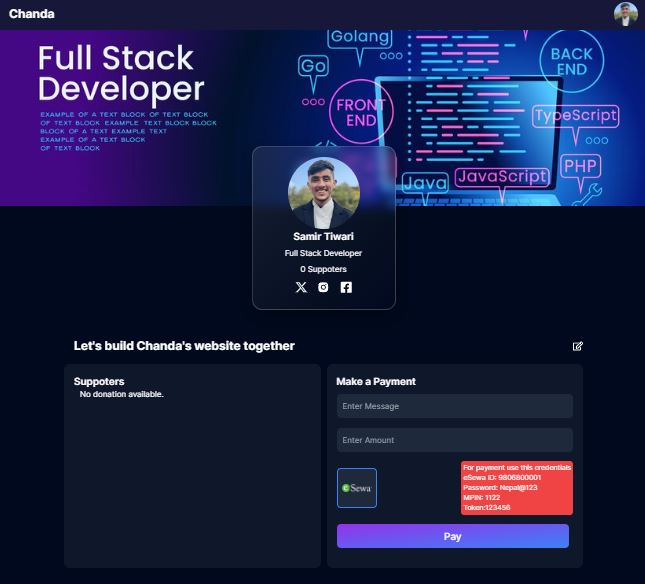 Chanda
Full Stack
Developer
EXAMPLE OF A TEXT BLOCK OF TEXT BLOCK
OF TEXT BLOCK EXAMPLE TEXT BLOCK BLOCK
BLOCK OF A TEXT EXAMPLE TEXT
EXAMPLE OF A TEXT BLOCK
OF TEXT BLOCK
Golang
Go
BACK
END
FRONT
END
TypeScript
PHP
JavaScript
Java
Samir Tiwari
Full Stack Developer
0 Suppoters
Let's build Chanda's website together
Suppoters
No donation available.
Make a Payment
Enter Message
Enter Amount
eSewa
For payment use this credentials
eSewa ID: 9806800001
Password: Nepal@123
MPIN: 1122
Token:123456
Pay